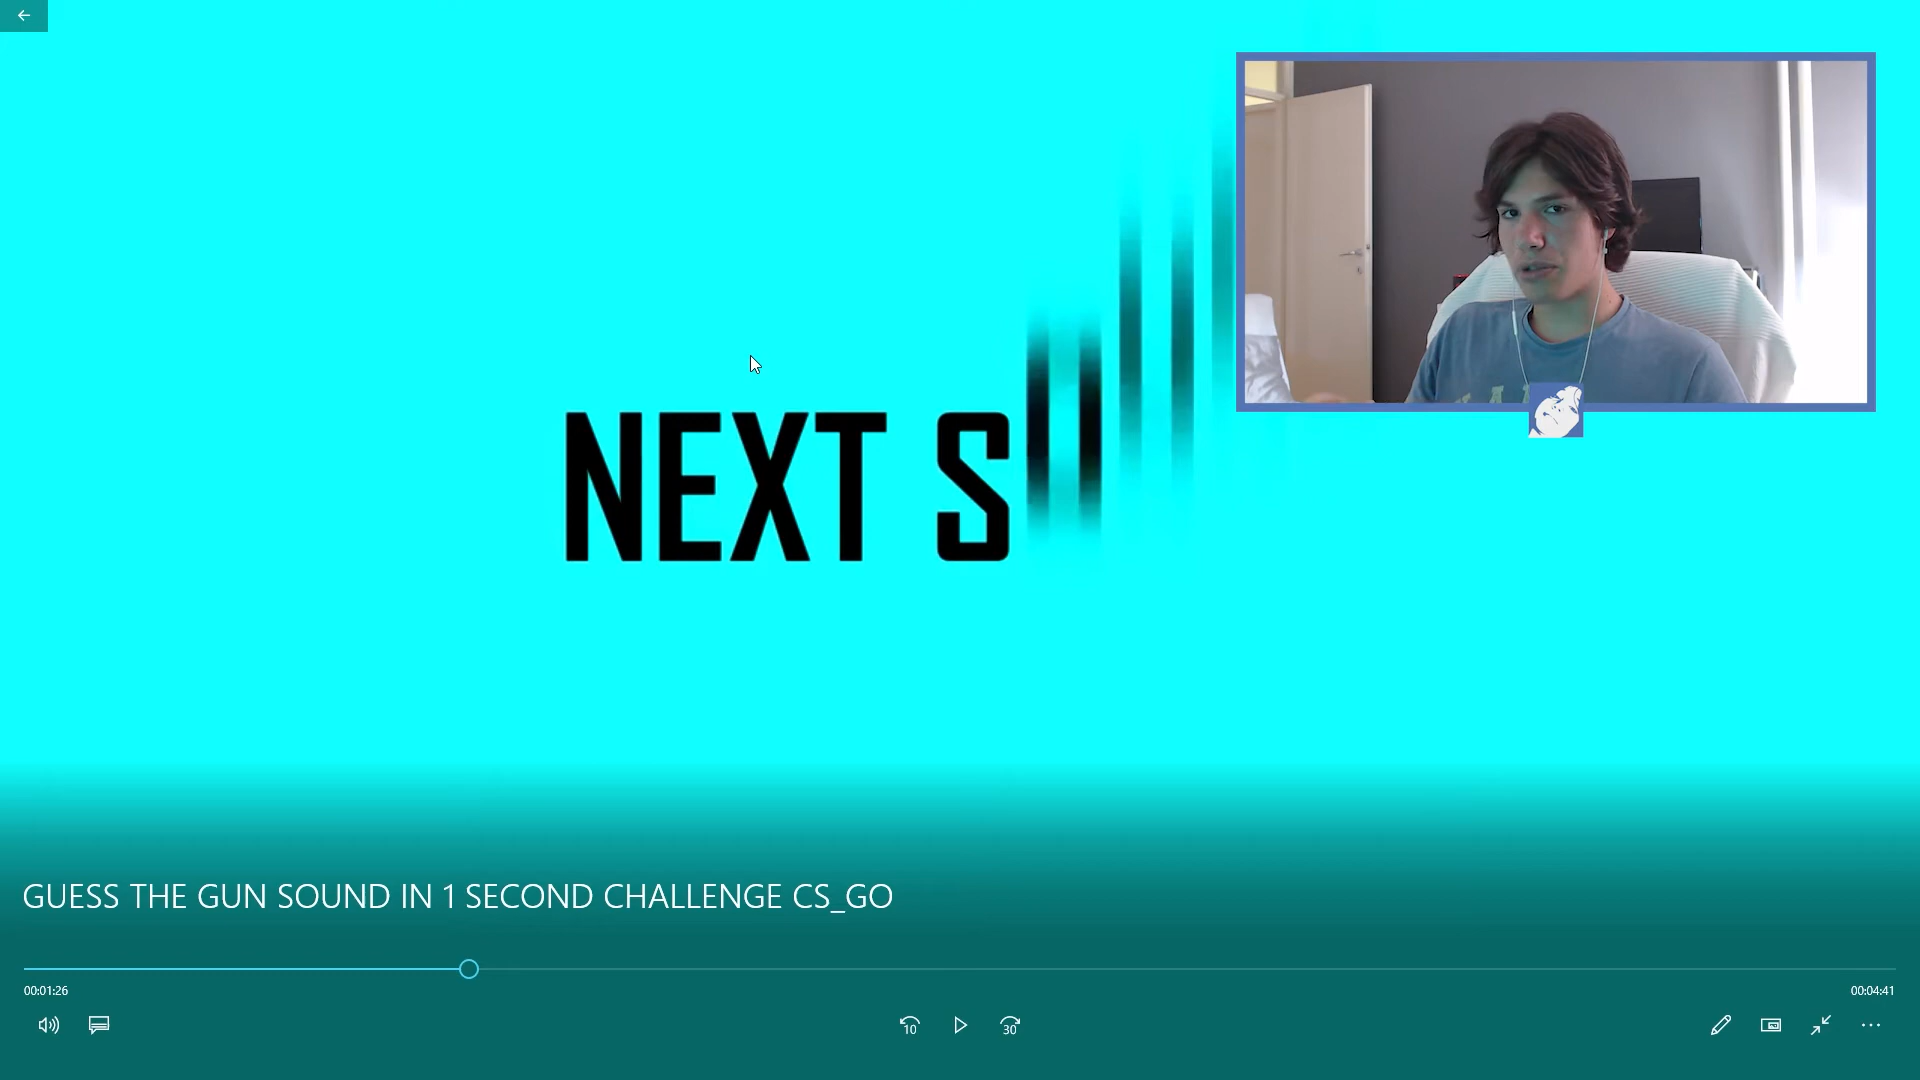 NEXT S
GUESS THE GUN SOUND IN 1 SECOND CHALLENGE CS_GO
00:01:26
00:04:41
10
30